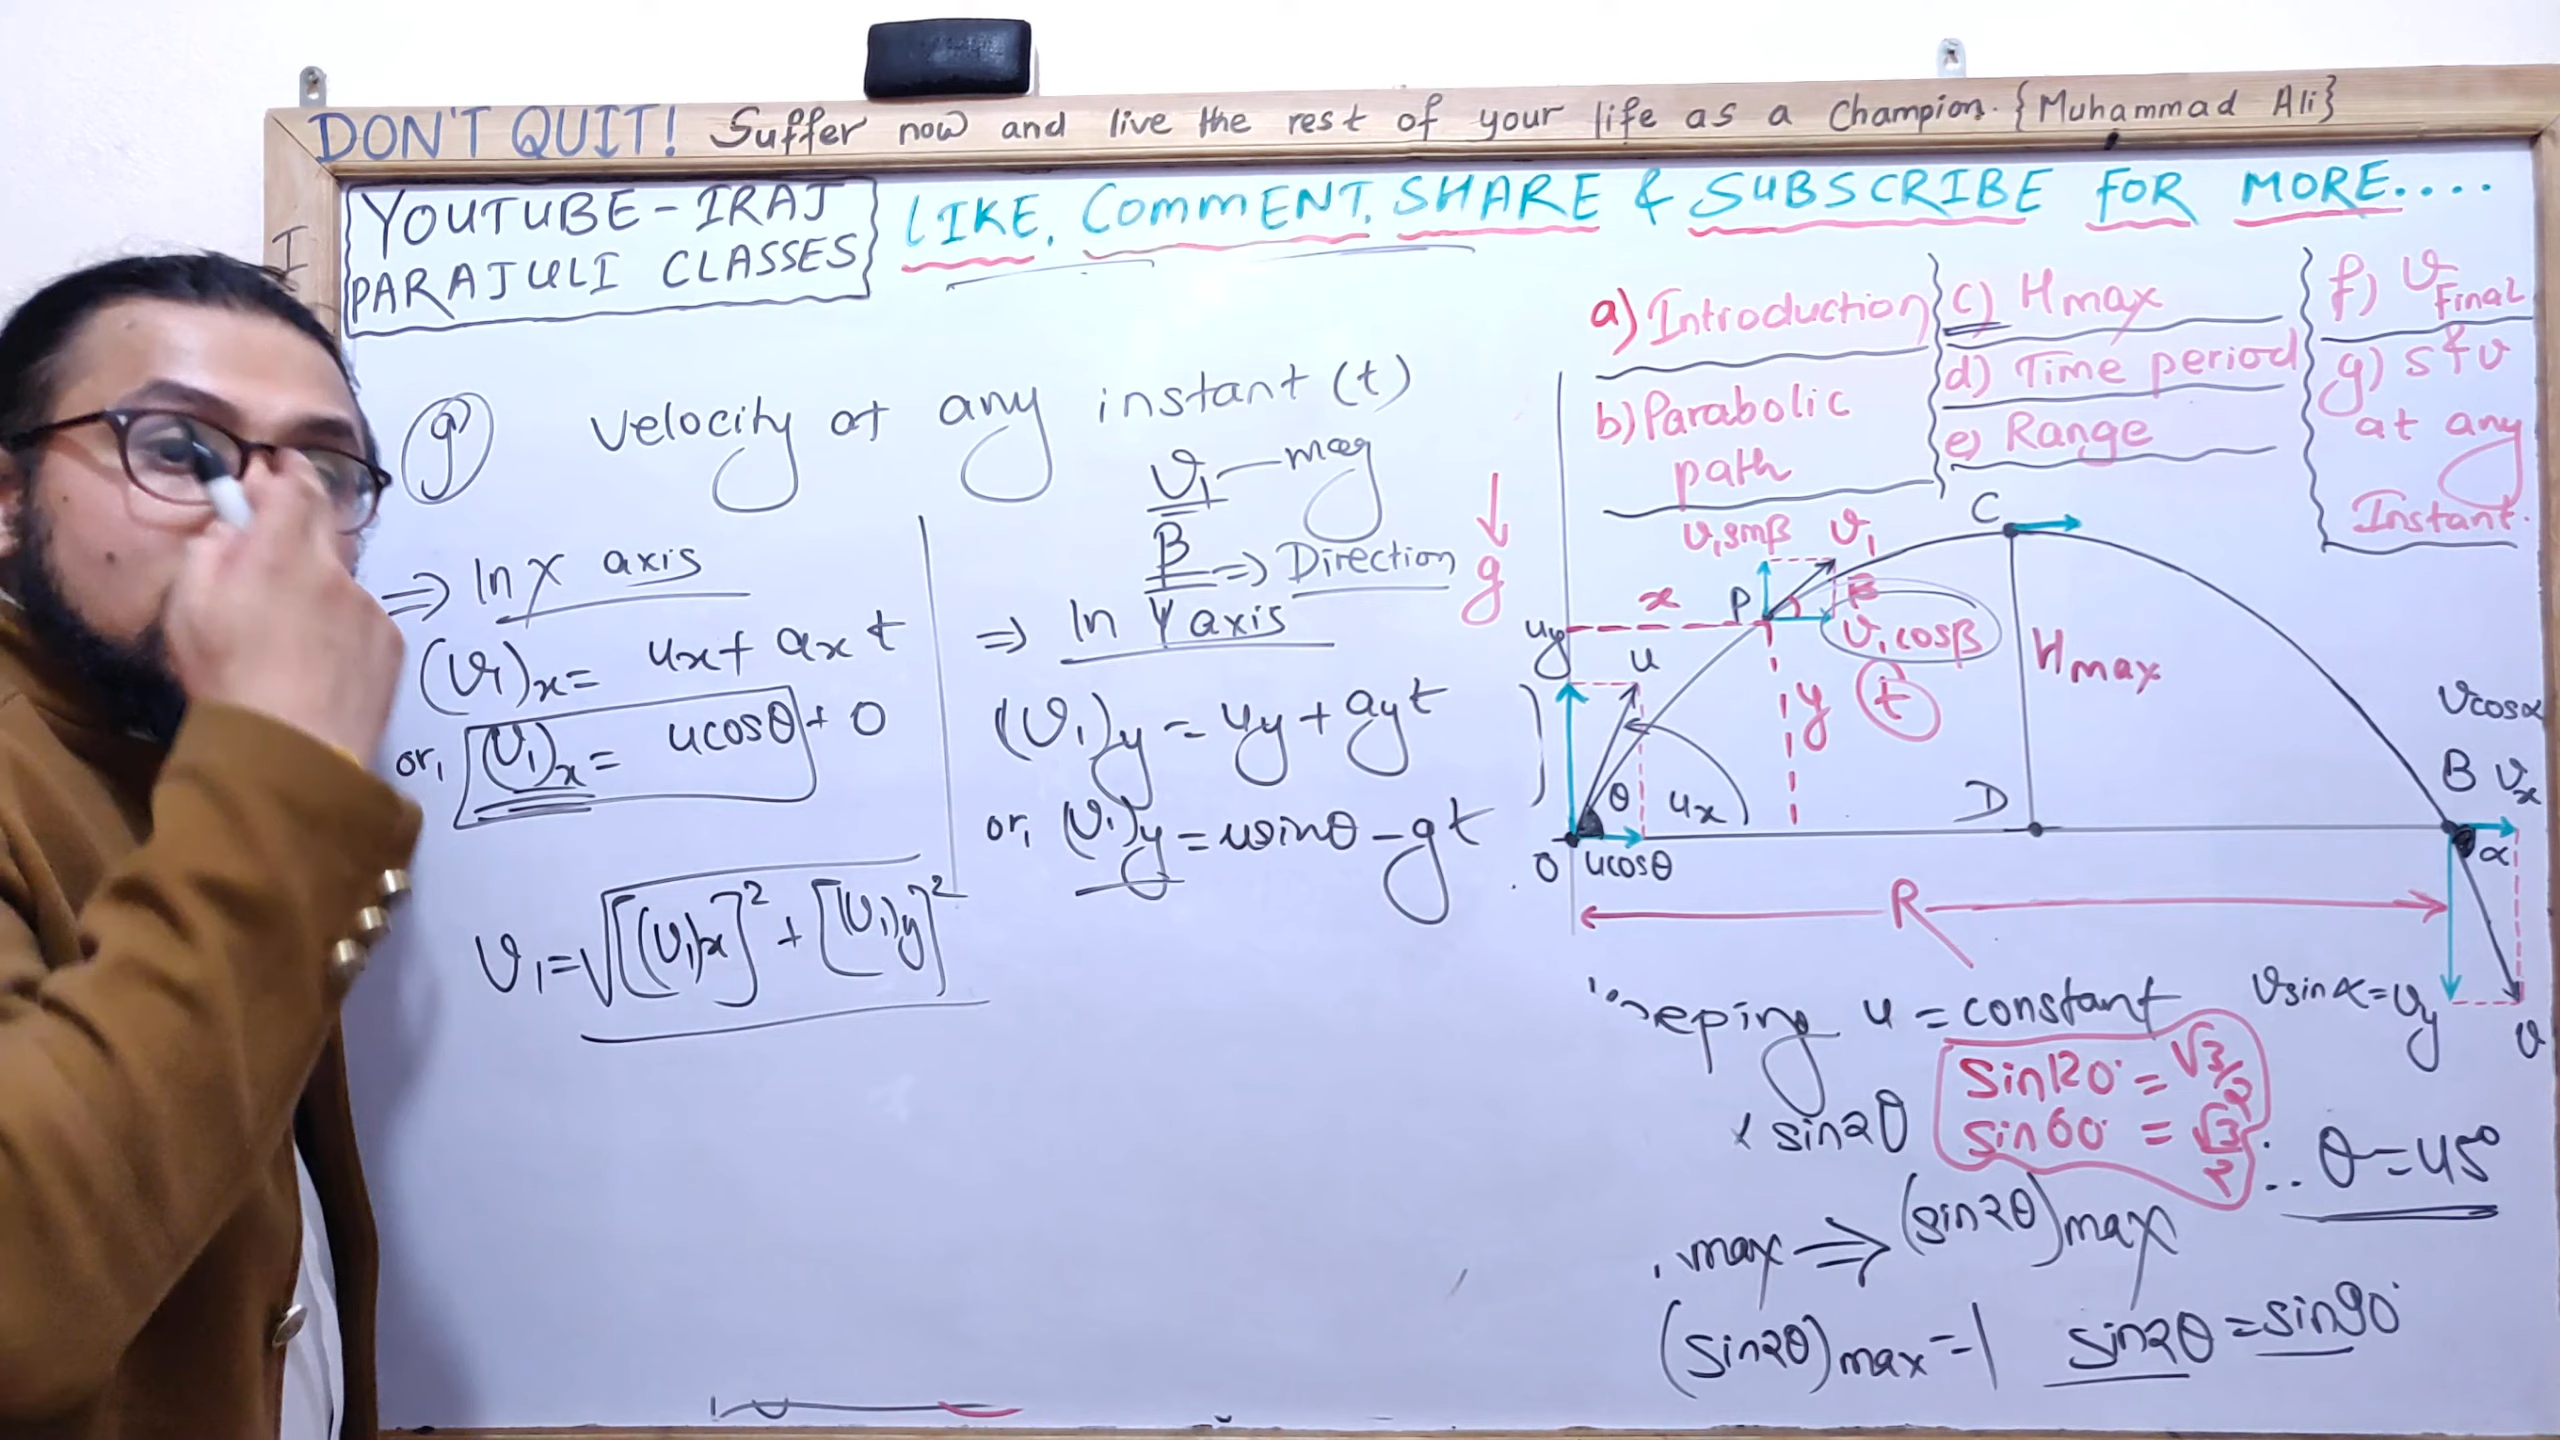 DON'T QUIT! Suffer now and live the rest of your life as a Champion. {Muhammad Ali}
YOUTUBE-IRAJ
PARAJULI CLASSES
LIKE, COMMENT, SHARE & SUBSCRIBE FOR MORE....
a) Introduction
b) Parabolic
path
c) Hmax
d) Time period
e) Range
f) v Final
g) s & v
at any
Instant.
g) Velocity at any instant (t)
v₁ — mag
β ⇒ Direction
⇒ In X axis
(v₁)x = ux + ax t
or, (v₁)x = ucosθ + 0
⇒ In Y axis
(v₁)y = uy + ayt
or, (v₁)y = usinθ - gt
v₁ = √[(v₁)x]² + [(v₁)y]²
g
C
v₁sinβ v₁
x P β
uy u v₁cosβ
y t Hmax
θ ux D
O ucosθ
vcosα
B vx
α
R
vsinα = vy
v
eeping u = constant
sin2θ
Sin120° = √3/2
Sin60° = √3/2
∴ θ = 45°
max ⇒ (sin2θ)max
(sin2θ)max = 1 sin2θ = sin90°